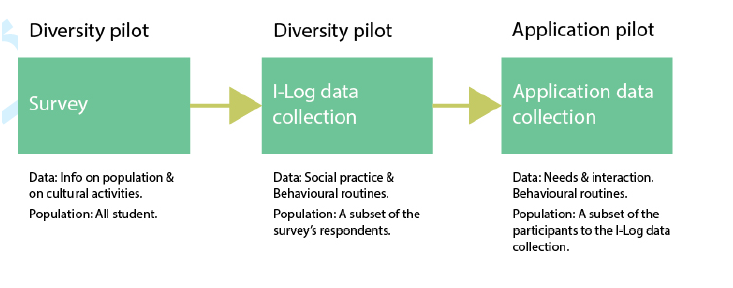 Diversity pilot
Survey
Data: Info on population &
on cultural activities.
Population: All student.
Diversity pilot
I-Log data
collection
Data: Social practice &
Behavioural routines.
Population: A subset of the
survey's respondents.
Application pilot
Application data
collection
Data: Needs & interaction.
Behavioural routines.
Population: A subset of the
participants to the I-Log data
collection.